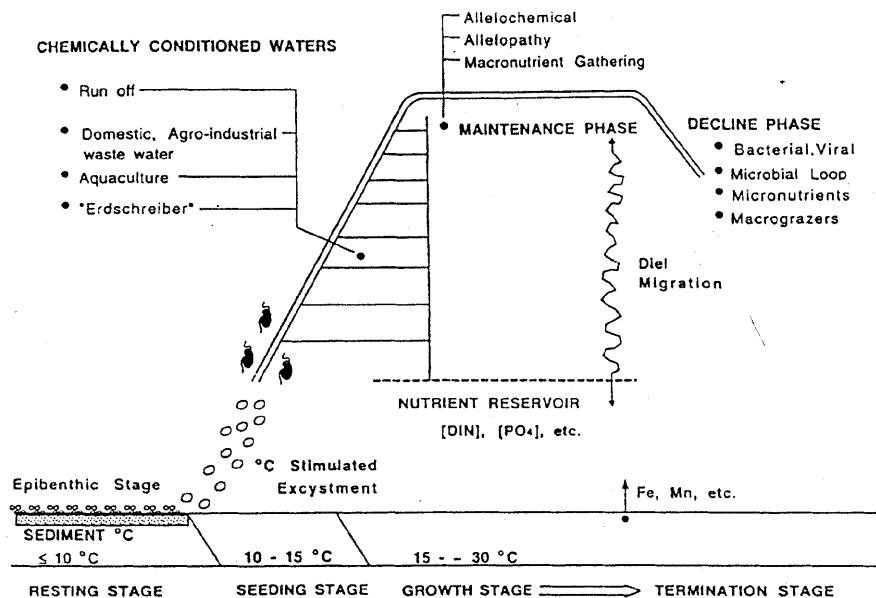 Allelochemical
Allelopathy
Macronutrient Gathering
CHEMICALLY CONDITIONED WATERS
• Run off
• Domestic, Agro-industrial
waste water
• Aquaculture
• "Erdschreiber"
MAINTENANCE PHASE
DECLINE PHASE
• Bacterial, Viral
• Microbial Loop
• Micronutrients
• Macrograzers
Diel
Migration
NUTRIENT RESERVOIR
[DIN], [PO4], etc.
°C Stimulated
Excystment
Epibenthic Stage
Fe, Mn, etc.
SEDIMENT °C
≤ 10 °C
10 - 15 °C
15 - - 30 °C
RESTING STAGE
SEEDING STAGE
GROWTH STAGE
TERMINATION STAGE